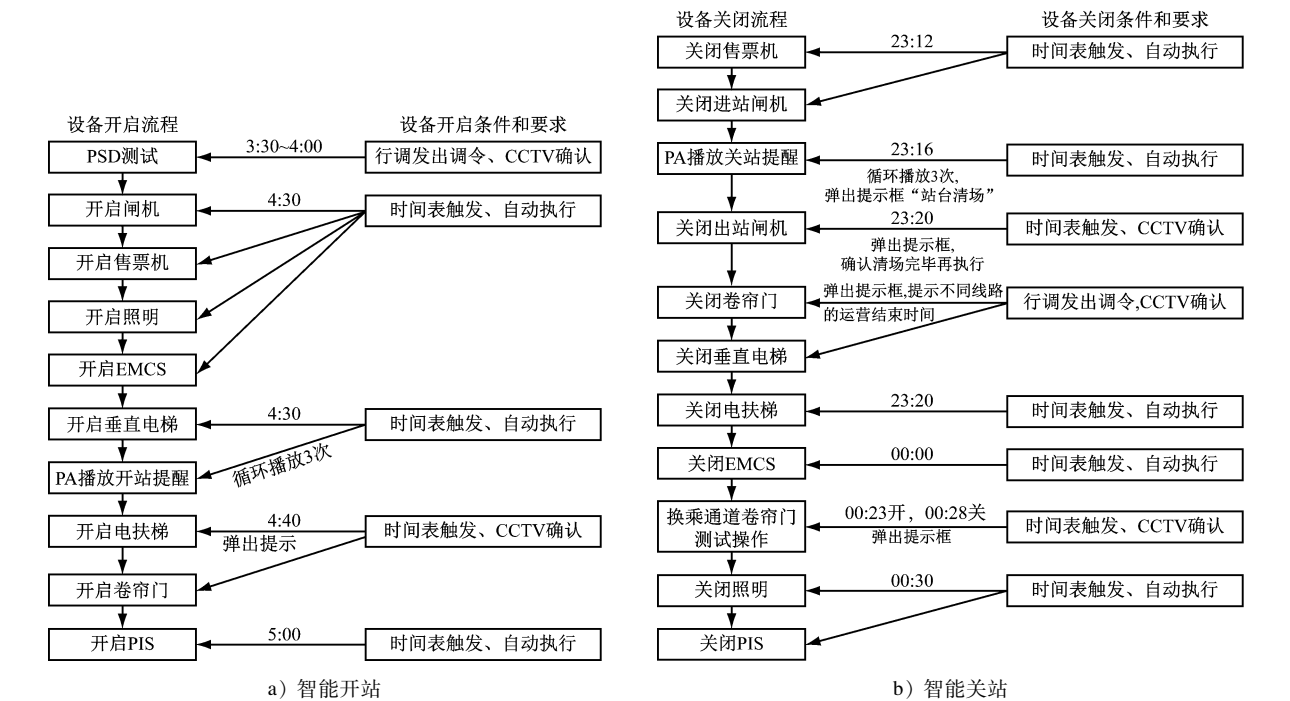 设备开启流程
设备开启条件和要求
PSD测试
3:30~4:00
行调发出调令、CCTV确认
开启闸机
4:30
时间表触发、自动执行
开启售票机
开启照明
开启EMCS
开启垂直电梯
4:30
时间表触发、自动执行
PA播放开站提醒
循环播放3次
开启电扶梯
4:40
弹出提示
时间表触发、CCTV确认
开启卷帘门
开启PIS
5:00
时间表触发、自动执行
a）智能开站
设备关闭流程
设备关闭条件和要求
关闭售票机
23:12
时间表触发、自动执行
关闭进站闸机
PA播放关站提醒
23:16
循环播放3次,
弹出提示框“站台清场”
时间表触发、自动执行
关闭出站闸机
23:20
弹出提示框,
确认清场完毕再执行
时间表触发、CCTV确认
关闭卷帘门
弹出提示框,提示不同线路
的运营结束时间
行调发出调令,CCTV确认
关闭垂直电梯
关闭电扶梯
23:20
时间表触发、自动执行
关闭EMCS
00:00
时间表触发、自动执行
换乘通道卷帘门
测试操作
00:23开，00:28关
弹出提示框
时间表触发、CCTV确认
关闭照明
00:30
时间表触发、自动执行
关闭PIS
b）智能关站